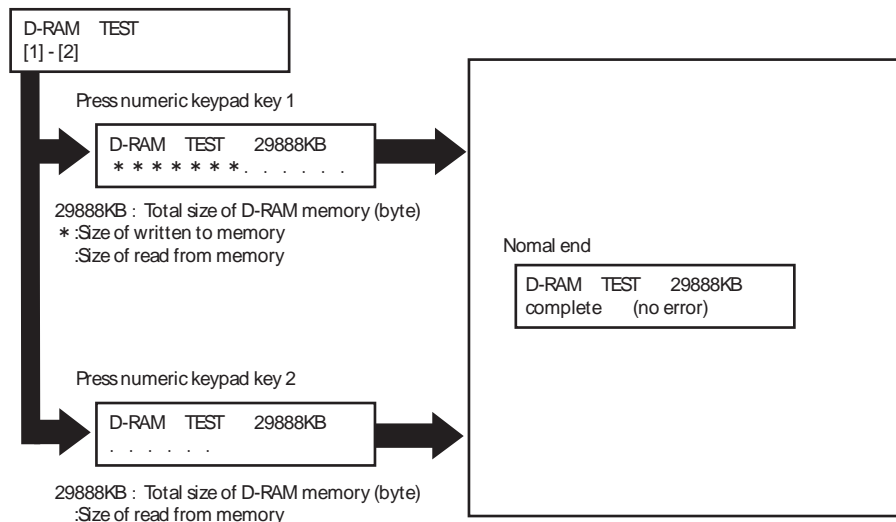 D-RAM TEST
[1] - [2]
Press numeric keypad key 1
D-RAM TEST 29888KB
* * * * * * * . . . . . .
29888KB : Total size of D-RAM memory (byte)
* :Size of written to memory
:Size of read from memory
Nomal end
D-RAM TEST 29888KB
complete (no error)
Press numeric keypad key 2
D-RAM TEST 29888KB
. . . . . .
29888KB : Total size of D-RAM memory (byte)
:Size of read from memory